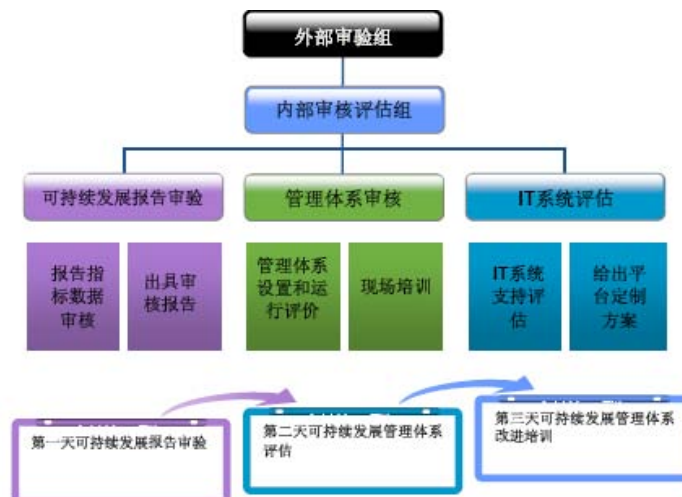 外部审验组
内部审核评估组
可持续发展报告审验
管理体系审核
IT系统评估
报告指
标数据
审核
出具审
核报告
管理体系
设置和运
行评价
现场培训
IT系统
支持评
估
给出平
台定制
方案
第一天可持续发展报告审验
第二天可持续发展管理体系
评估
第三天可持续发展管理体系
改进培训